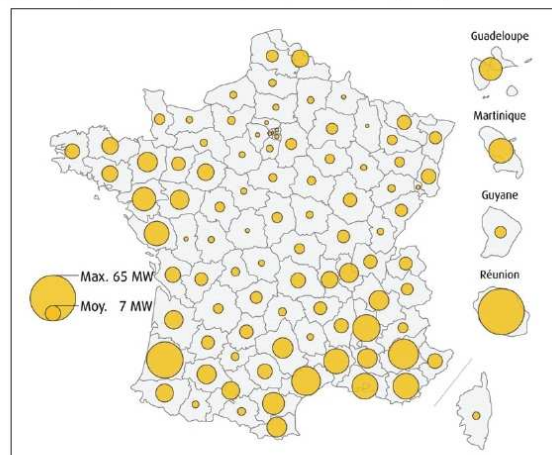 Guadeloupe
Martinique
Guyane
Réunion
Max. 65 MW
Moy. 7 MW